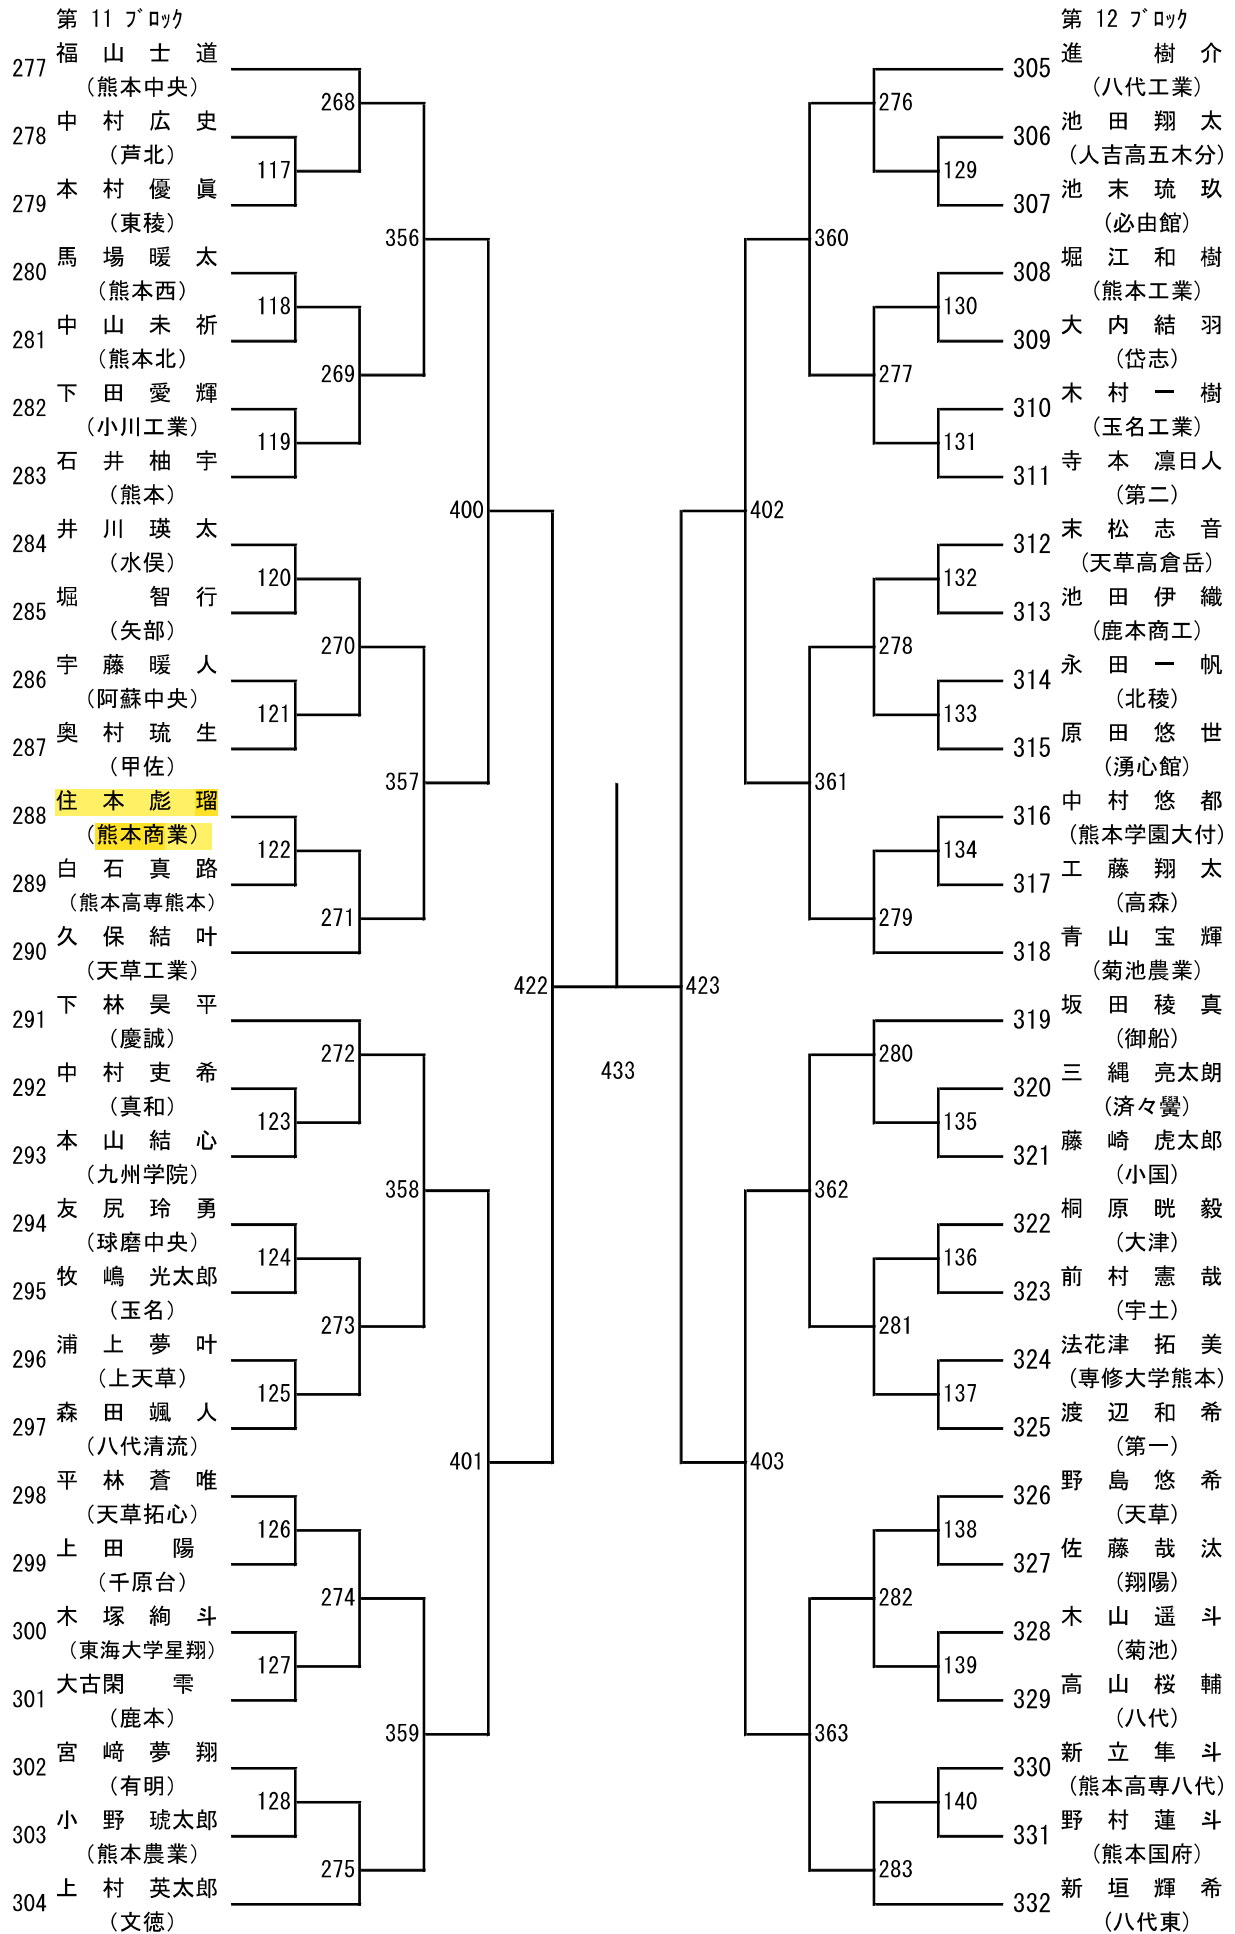 第 11 ﾌﾞﾛｯｸ
277 福 山 士 道
(熊本中央)
268
278 中 村 広 史
(芦北)
117
279 本 村 優 眞
(東稜)
356
280 馬 場 暖 太
(熊本西)
118
281 中 山 未 祈
(熊本北)
269
282 下 田 愛 輝
(小川工業)
119
283 石 井 柚 宇
(熊本)
400
284 井 川 瑛 太
(水俣)
120
285 堀 智 行
(矢部)
270
286 宇 藤 暖 人
(阿蘇中央)
121
287 奥 村 琉 生
(甲佐)
357
288 住 本 彪 瑠
(熊本商業)
122
289 白 石 真 路
(熊本高専熊本)
271
290 久 保 結 叶
(天草工業)
422
291 下 林 昊 平
(慶誠)
272
292 中 村 吏 希
(真和)
123
293 本 山 結 心
(九州学院)
358
294 友 尻 玲 勇
(球磨中央)
124
295 牧 嶋 光太郎
(玉名)
273
296 浦 上 夢 叶
(上天草)
125
297 森 田 颯 人
(八代清流)
401
298 平 林 蒼 唯
(天草拓心)
126
299 上 田 陽
(千原台)
274
300 木 塚 絢 斗
(東海大学星翔)
127
301 大古閑 雫
(鹿本)
359
302 宮 﨑 夢 翔
(有明)
128
303 小 野 琥太郎
(熊本農業)
275
304 上 村 英太郎
(文徳)
433
第 12 ﾌﾞﾛｯｸ
305 進 樹 介
(八代工業)
276
306 池 田 翔 太
(人吉高五木分)
129
307 池 末 琉 玖
(必由館)
360
308 堀 江 和 樹
(熊本工業)
130
309 大 内 結 羽
(岱志)
277
310 木 村 一 樹
(玉名工業)
131
311 寺 本 凛日人
(第二)
402
312 末 松 志 音
(天草高倉岳)
132
313 池 田 伊 織
(鹿本商工)
278
314 永 田 一 帆
(北稜)
133
315 原 田 悠 世
(湧心館)
361
316 中 村 悠 都
(熊本学園大付)
134
317 工 藤 翔 太
(高森)
279
318 青 山 宝 輝
(菊池農業)
423
319 坂 田 稜 真
(御船)
280
320 三 縄 亮太朗
(済々黌)
135
321 藤 崎 虎太郎
(小国)
362
322 桐 原 晄 毅
(大津)
136
323 前 村 憲 哉
(宇土)
281
324 法花津 拓 美
(専修大学熊本)
137
325 渡 辺 和 希
(第一)
403
326 野 島 悠 希
(天草)
138
327 佐 藤 哉 汰
(翔陽)
282
328 木 山 遥 斗
(菊池)
139
329 高 山 桜 輔
(八代)
363
330 新 立 隼 斗
(熊本高専八代)
140
331 野 村 蓮 斗
(熊本国府)
283
332 新 垣 輝 希
(八代東)